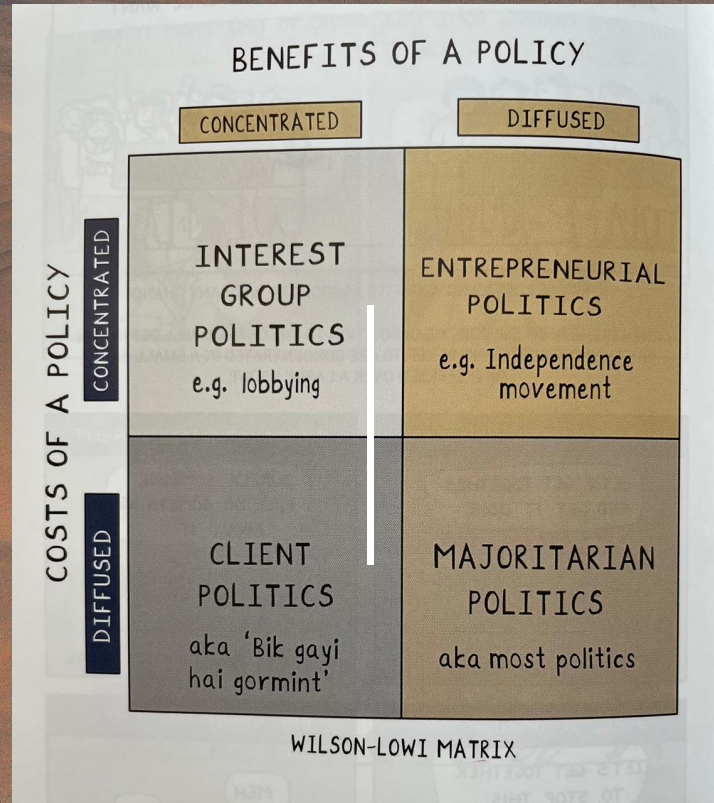 BENEFITS OF A POLICY
CONCENTRATED
DIFFUSED
COSTS OF A POLICY
CONCENTRATED
INTEREST
GROUP
POLITICS
e.g. lobbying
ENTREPRENEURIAL
POLITICS
e.g. Independence
movement
DIFFUSED
CLIENT
POLITICS
aka 'Bik gayi
hai gormint'
MAJORITARIAN
POLITICS
aka most politics
WILSON-LOWI MATRIX